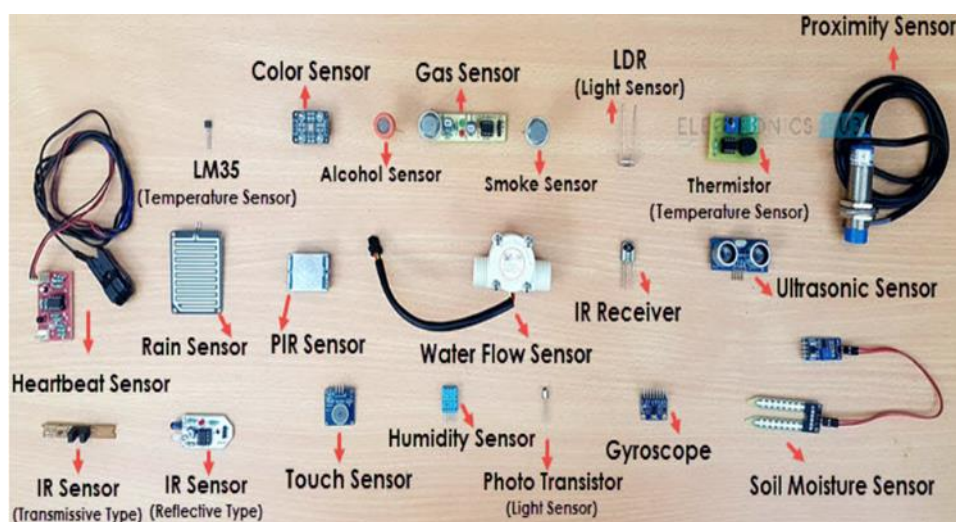 Proximity Sensor
Color Sensor
Gas Sensor
LDR
(Light Sensor)
LM35
(Temperature Sensor)
Alcohol Sensor
Smoke Sensor
Thermistor
(Temperature Sensor)
Rain Sensor
PIR Sensor
Water Flow Sensor
IR Receiver
Ultrasonic Sensor
Heartbeat Sensor
IR Sensor
(Transmissive Type)
IR Sensor
(Reflective Type)
Touch Sensor
Humidity Sensor
Photo Transistor
(Light Sensor)
Gyroscope
Soil Moisture Sensor